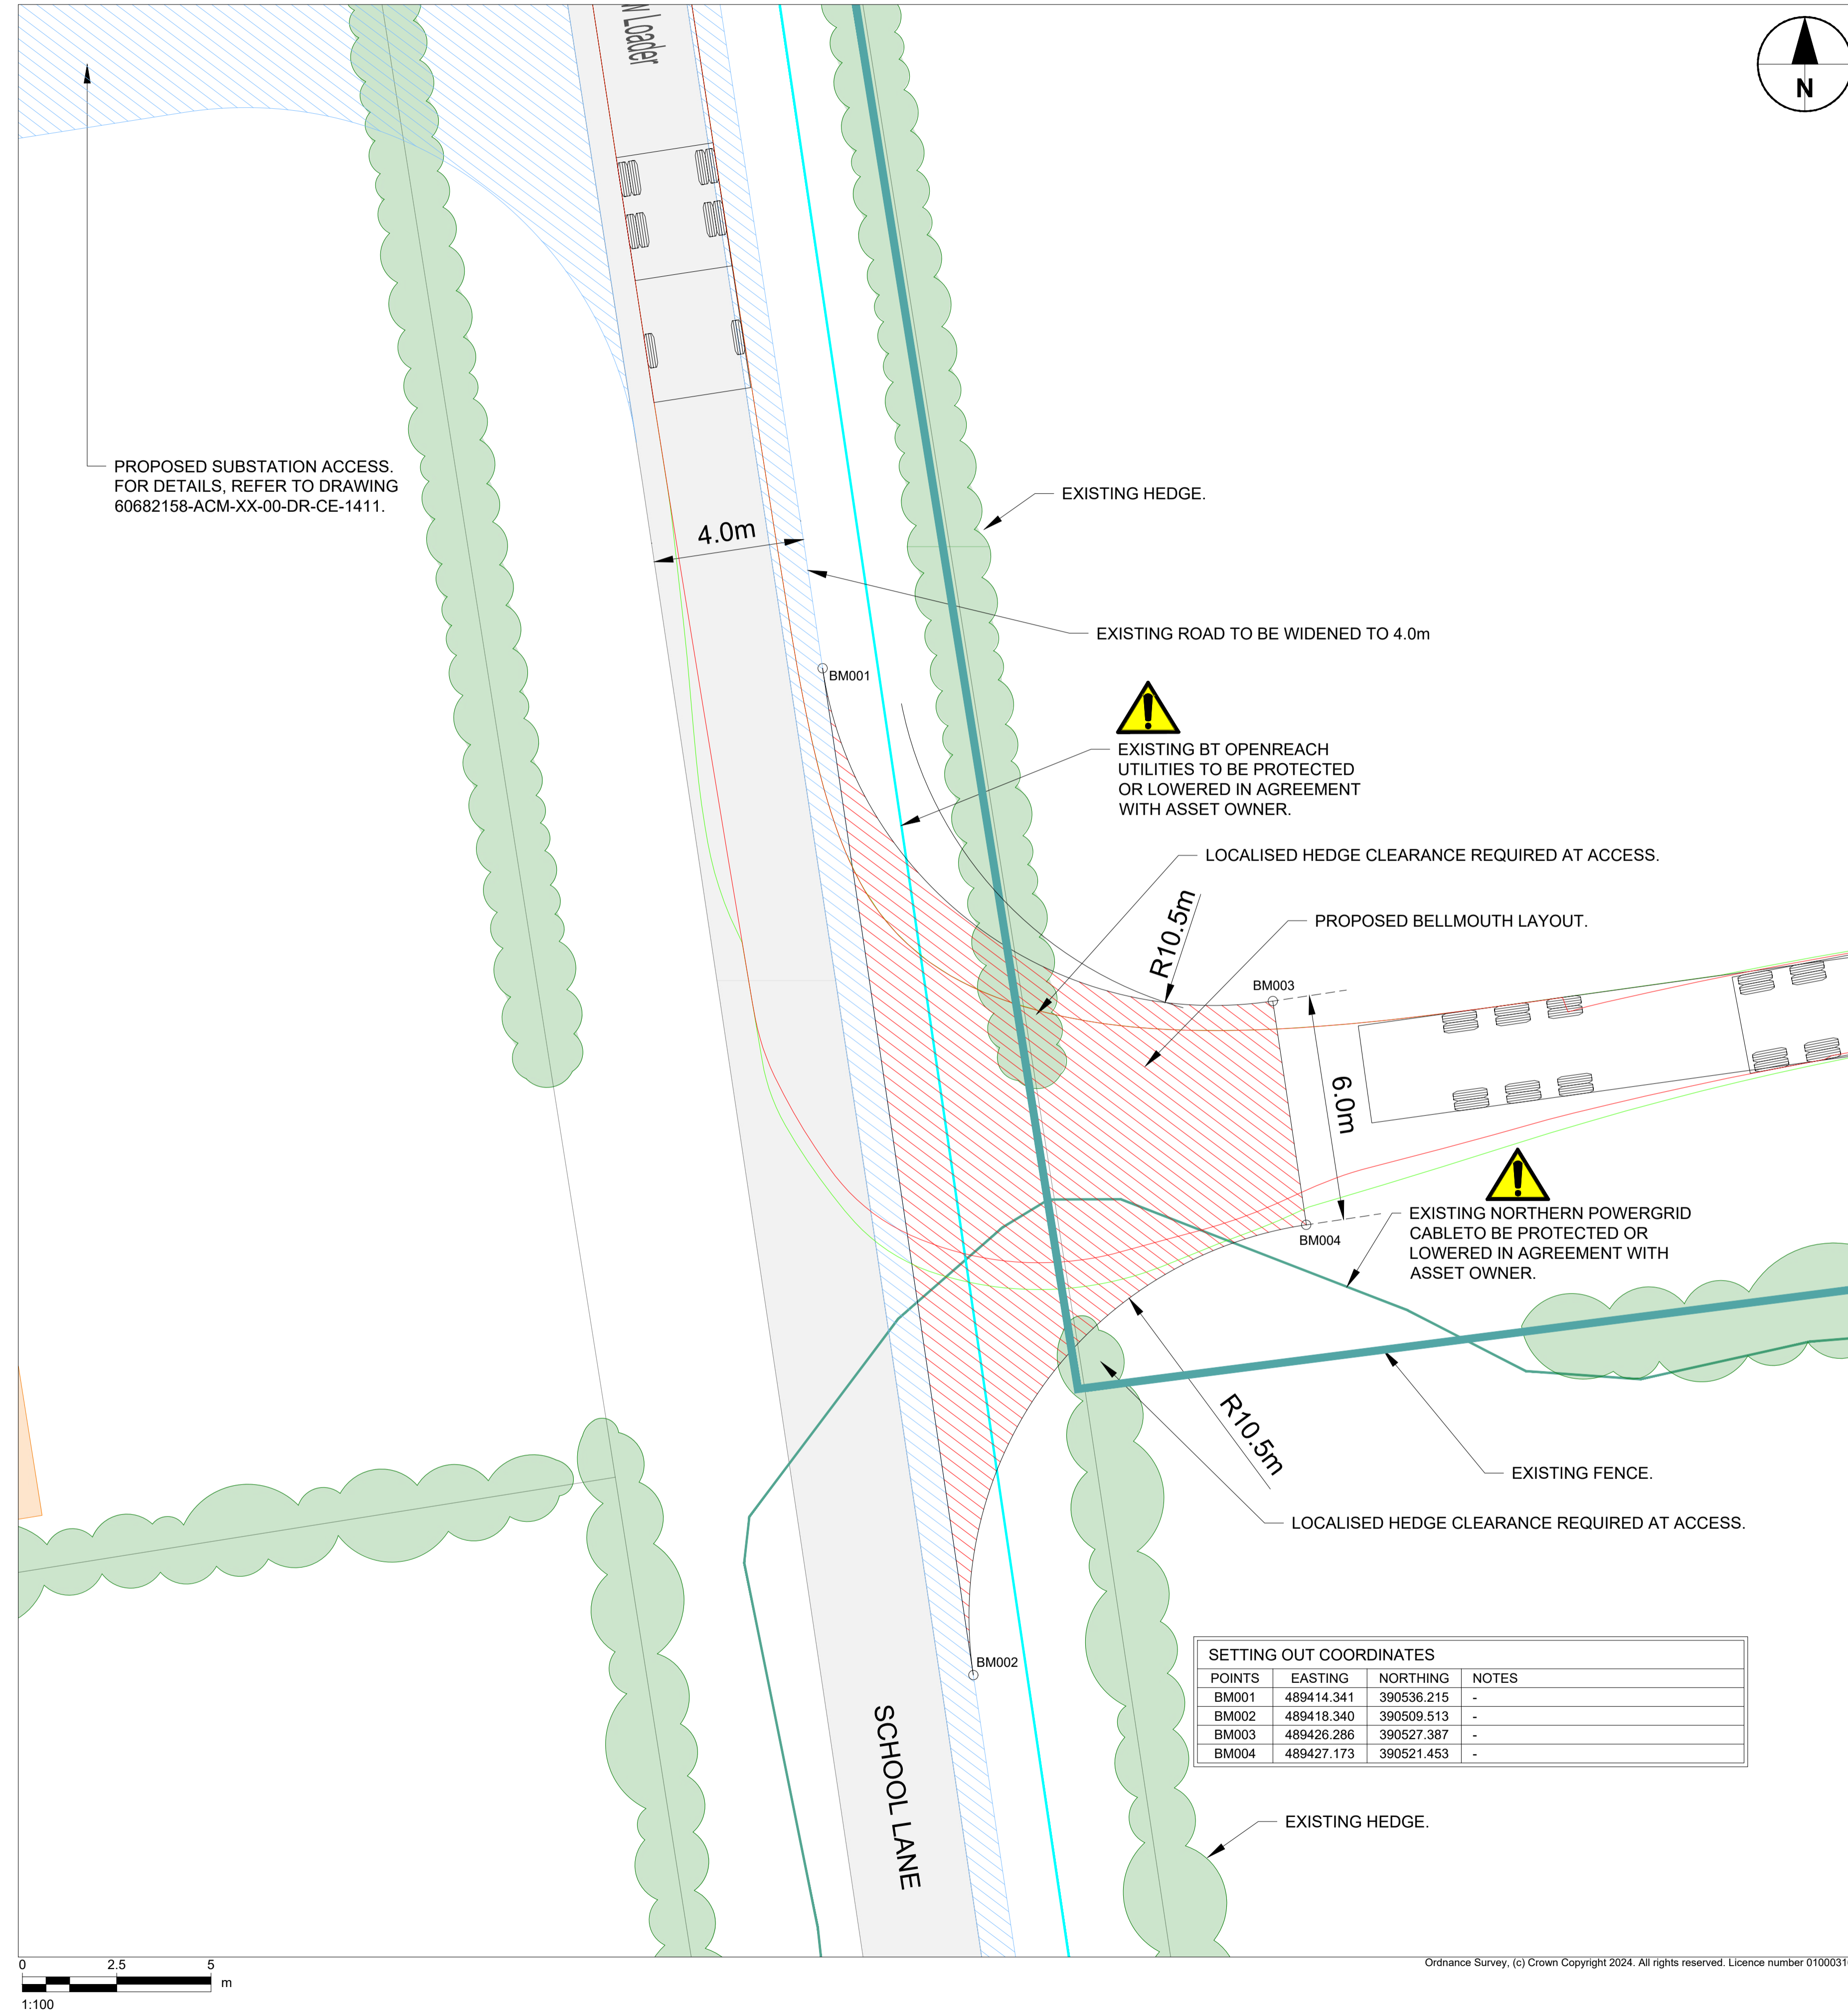 Loader
N
PROPOSED SUBSTATION ACCESS.
FOR DETAILS, REFER TO DRAWING
60682158-ACM-XX-00-DR-CE-1411.
EXISTING HEDGE.
4.0m
EXISTING ROAD TO BE WIDENED TO 4.0m
BM001
EXISTING BT OPENREACH
UTILITIES TO BE PROTECTED
OR LOWERED IN AGREEMENT
WITH ASSET OWNER.
LOCALISED HEDGE CLEARANCE REQUIRED AT ACCESS.
R10.5m
PROPOSED BELLMOUTH LAYOUT.
BM003
6.0m
BM004
EXISTING NORTHERN POWERGRID
CABLETO BE PROTECTED OR
LOWERED IN AGREEMENT WITH
ASSET OWNER.
R10.5m
EXISTING FENCE.
LOCALISED HEDGE CLEARANCE REQUIRED AT ACCESS.
BM002
SCHOOL LANE
SETTING OUT COORDINATES
POINTS EASTING NORTHING NOTES
BM001 489414.341 390536.215 -
BM002 489418.340 390509.513 -
BM003 489426.286 390527.387 -
BM004 489427.173 390521.453 -
EXISTING HEDGE.
0 2.5 5
m
1:100
Ordnance Survey, (c) Crown Copyright 2024. All rights reserved. Licence number